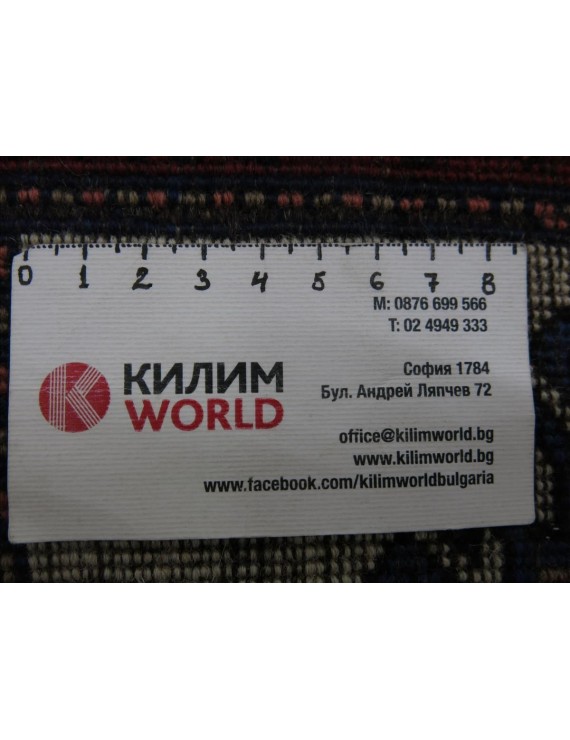 0 1 2 3 4 5 6 7 8
M: 0876 699 566
T: 02 4949 333
КИЛИМ
WORLD
София 1784
Бул. Андрей Ляпчев 72
office@kilimworld.bg
www.kilimworld.bg
www.facebook.com/kilimworldbulgaria